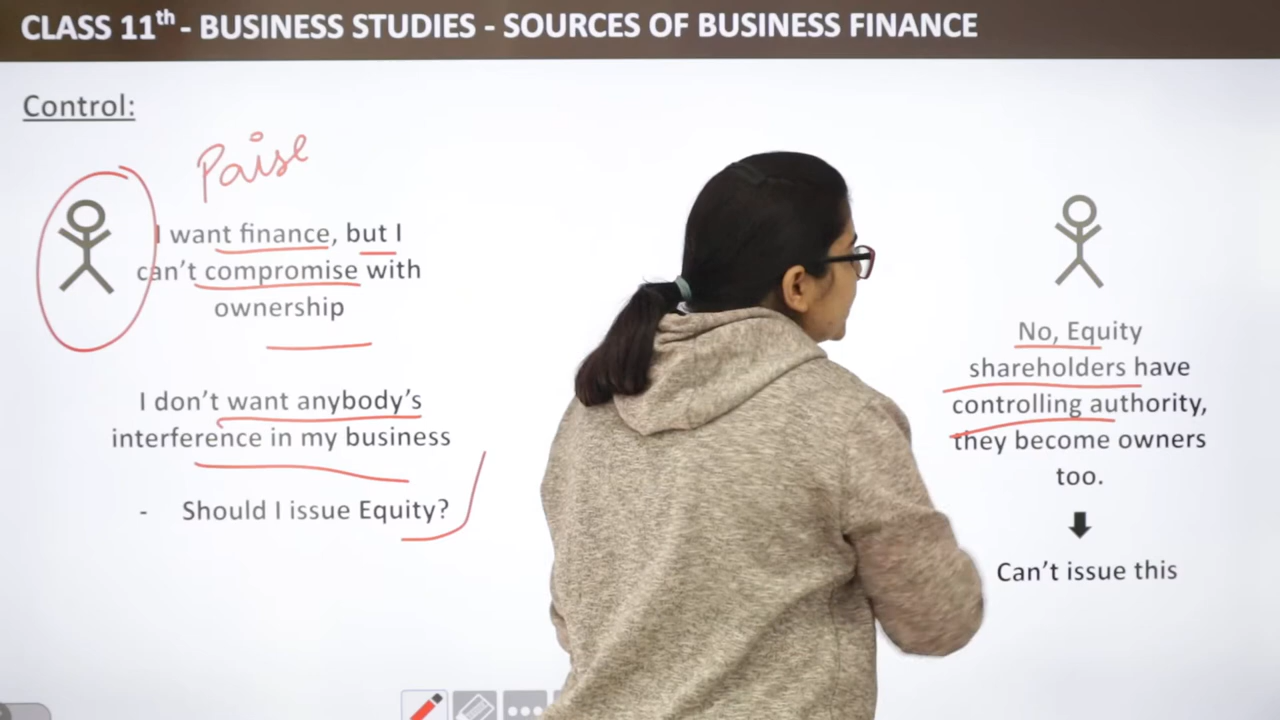 CLASS 11th - BUSINESS STUDIES - SOURCES OF BUSINESS FINANCE
Control:
Paise
I want finance, but I
can't compromise with
ownership
I don't want anybody's
interference in my business
- Should I issue Equity?
No, Equity
shareholders have
controlling authority,
they become owners
too.
Can't issue this